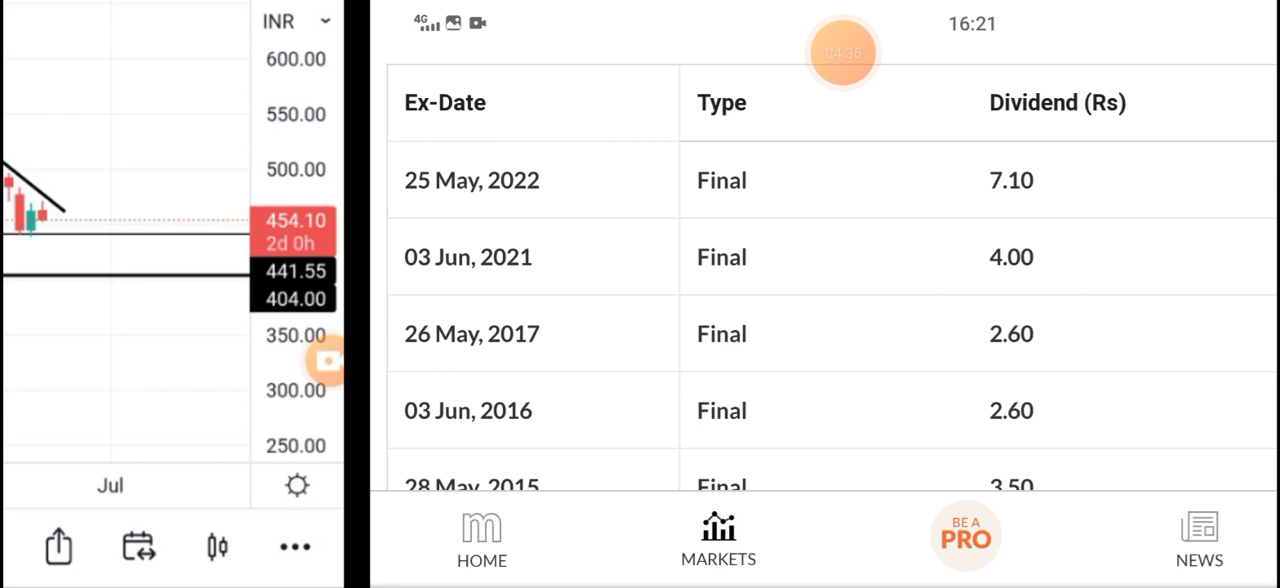 INR
600.00
550.00
500.00
454.10
2d 0h
441.55
404.00
350.00
300.00
250.00
Jul
4G
16:21
04:36
Ex-Date Type Dividend (Rs)
25 May, 2022 Final 7.10
03 Jun, 2021 Final 4.00
26 May, 2017 Final 2.60
03 Jun, 2016 Final 2.60
28 May, 2015 Final 3.50
m
HOME
MARKETS
BE A
PRO
NEWS